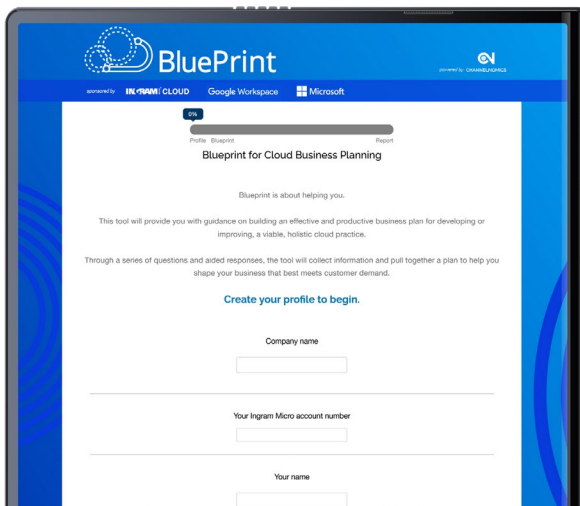 BluePrint
powered by CHANNELNOMICS
sponsored by INGRAM CLOUD Google Workspace Microsoft
0%
Profile Blueprint Report
Blueprint for Cloud Business Planning
Blueprint is about helping you.
This tool will provide you with guidance on building an effective and productive business plan for developing or
improving, a viable, holistic cloud practice.
Through a series of questions and aided responses, the tool will collect information and pull together a plan to help you
shape your business that best meets customer demand.
Create your profile to begin.
Company name
Your Ingram Micro account number
Your name